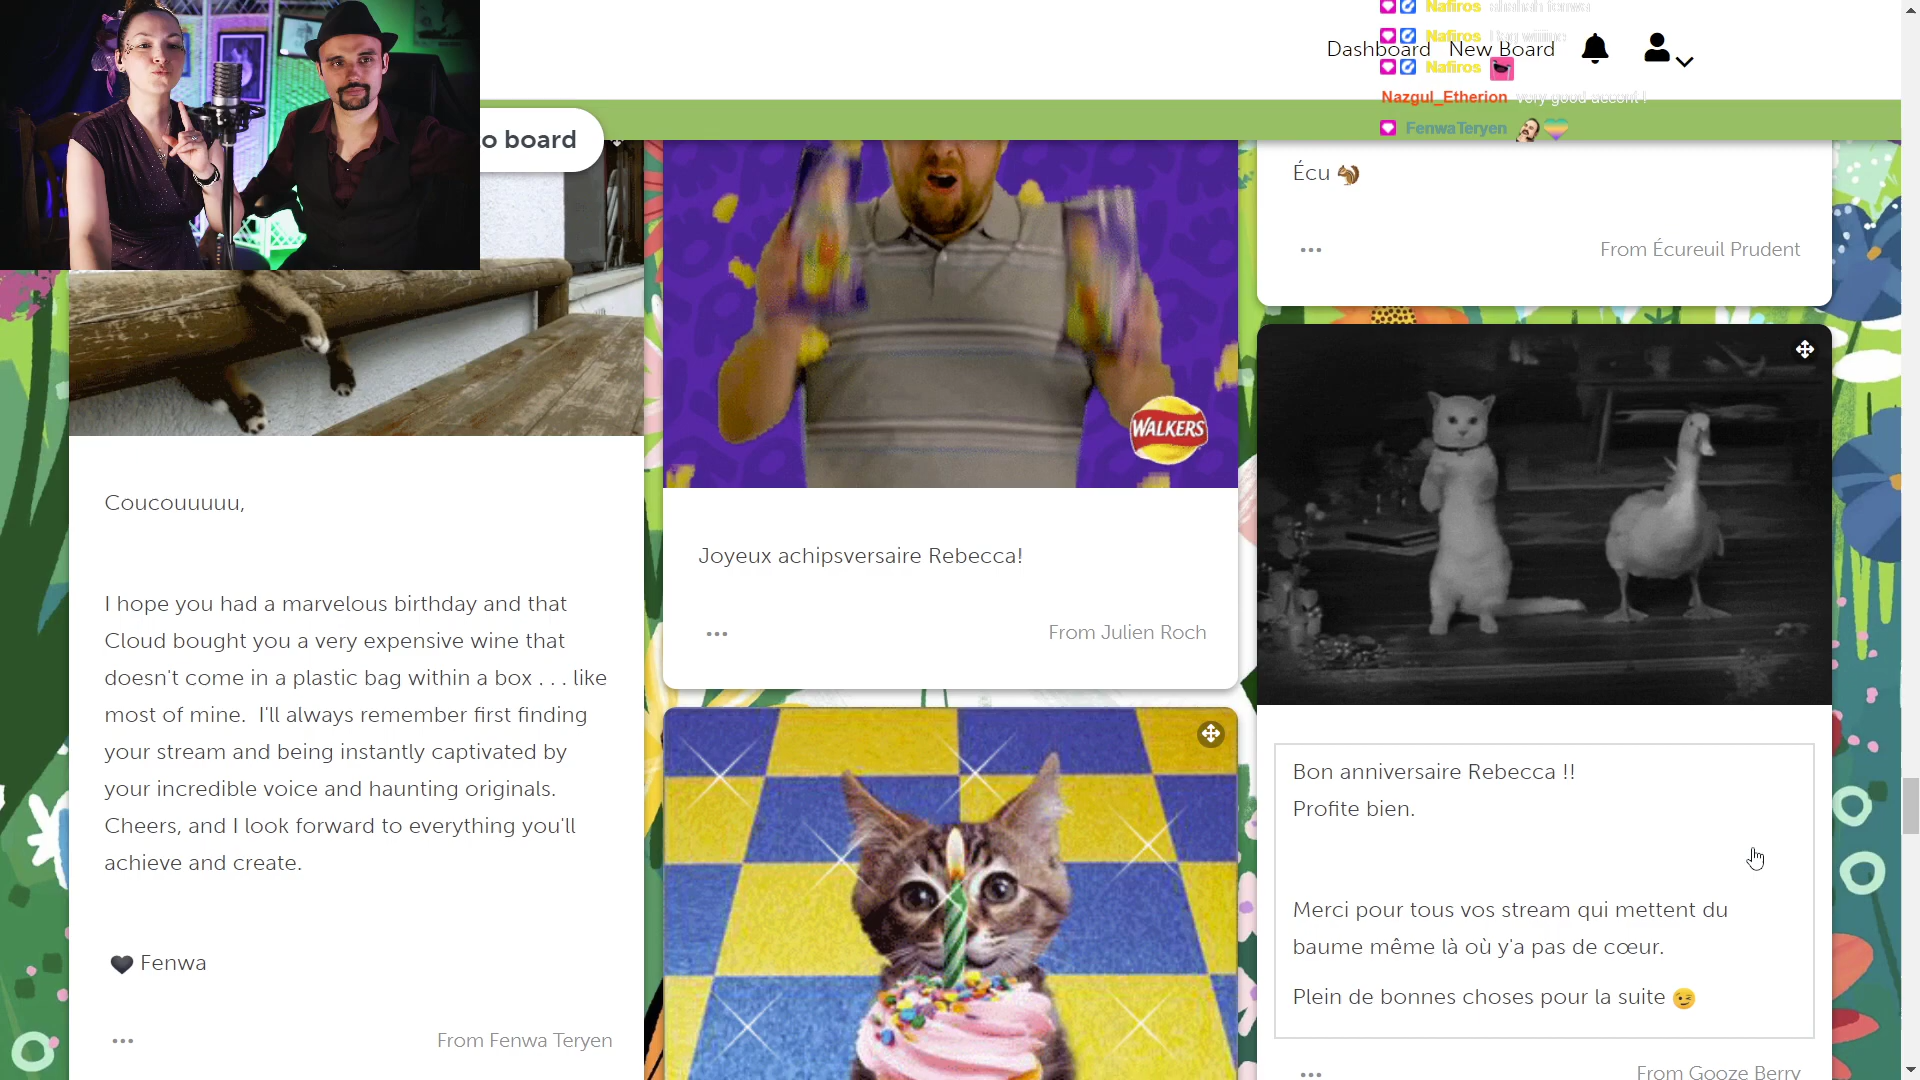 Nafiros ahahah fenwa
Nafiros
Dashboard New Board
Nafiros
Nazgul_Etherion very good accent !
FenwaTeryen
o board
Coucouuuuu,
I hope you had a marvelous birthday and that
Cloud bought you a very expensive wine that
doesn't come in a plastic bag within a box . . . like
most of mine. I'll always remember first finding
your stream and being instantly captivated by
your incredible voice and haunting originals.
Cheers, and I look forward to everything you'll
achieve and create.
🖤 Fenwa
From Fenwa Teryen
WALKERS
Joyeux achipsversaire Rebecca!
From Julien Roch
Écu 🐿️
From Écureuil Prudent
Bon anniversaire Rebecca !!
Profite bien.
Merci pour tous vos stream qui mettent du
baume même là où y'a pas de cœur.
Plein de bonnes choses pour la suite 😉
From Gooze Berry